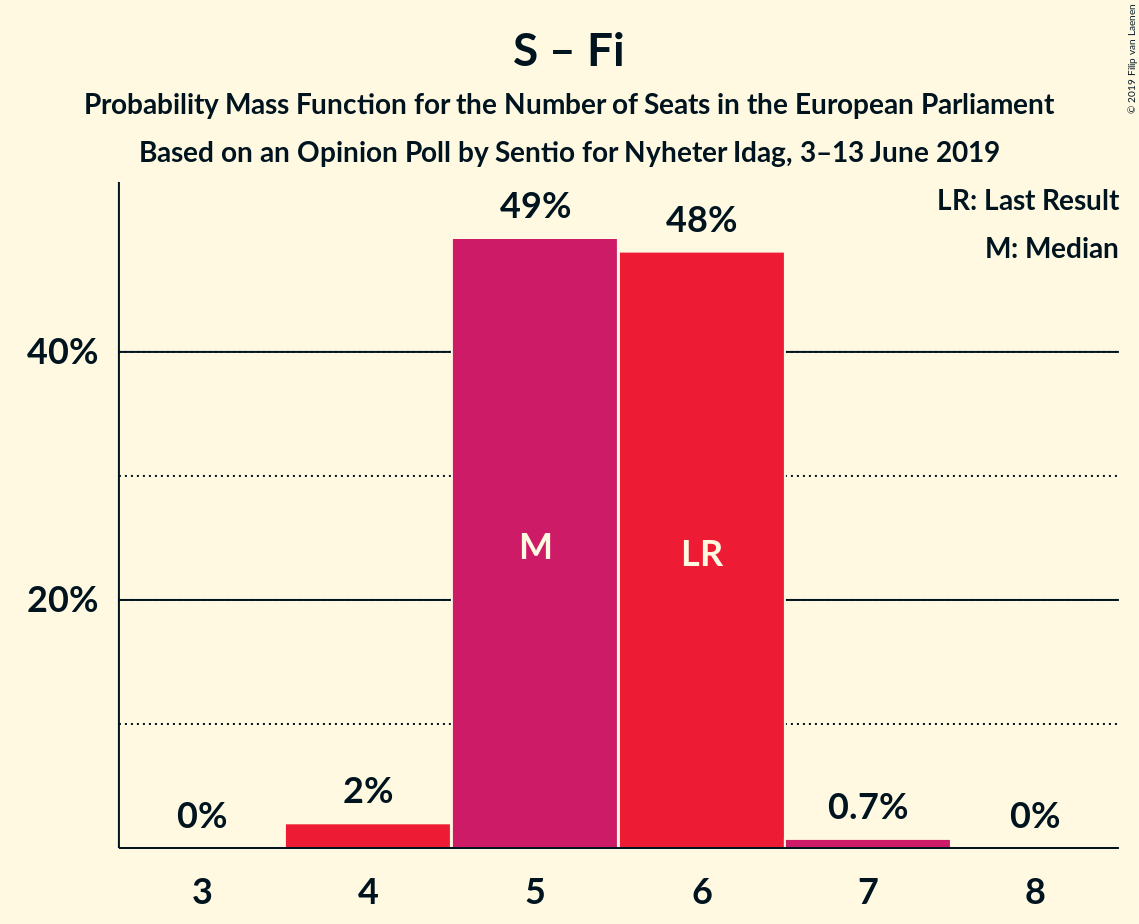 S – Fi
Probability Mass Function for the Number of Seats in the European Parliament
Based on an Opinion Poll by Sentio for Nyheter Idag, 3–13 June 2019
© 2019 Filip van Laenen
LR: Last Result
M: Median
49%
48%
40%
M
LR
20%
2%
0.7%
0%
0%
3
4
5
6
7
8